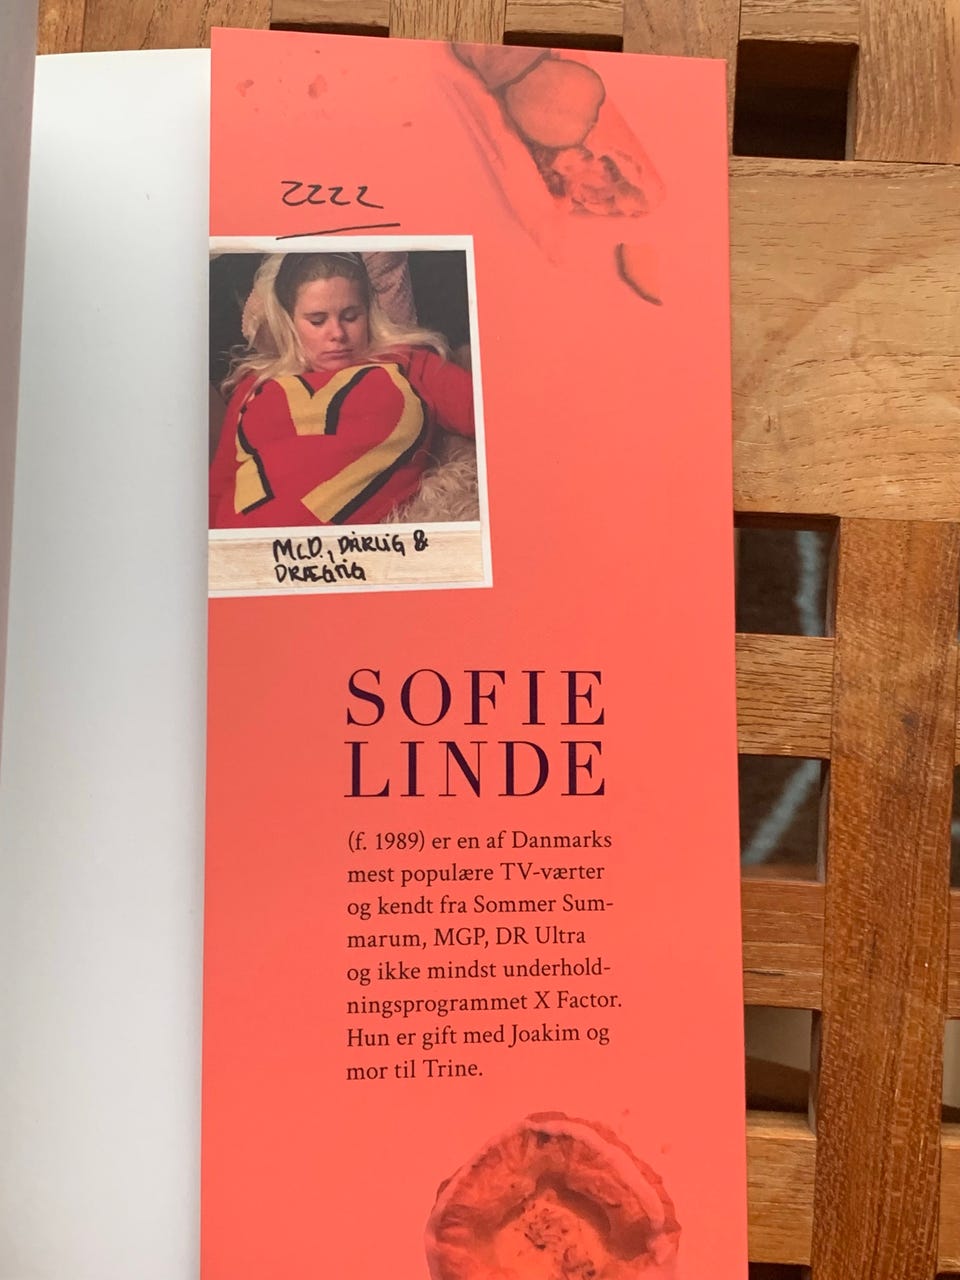 zzzz
McD., DÅRLIG &
DRÆGTIG
SOFIE
LINDE
(f. 1989) er en af Danmarks
mest populære TV-værter
og kendt fra Sommer Sum-
marum, MGP, DR Ultra
og ikke mindst underhold-
ningsprogrammet X Factor.
Hun er gift med Joakim og
mor til Trine.